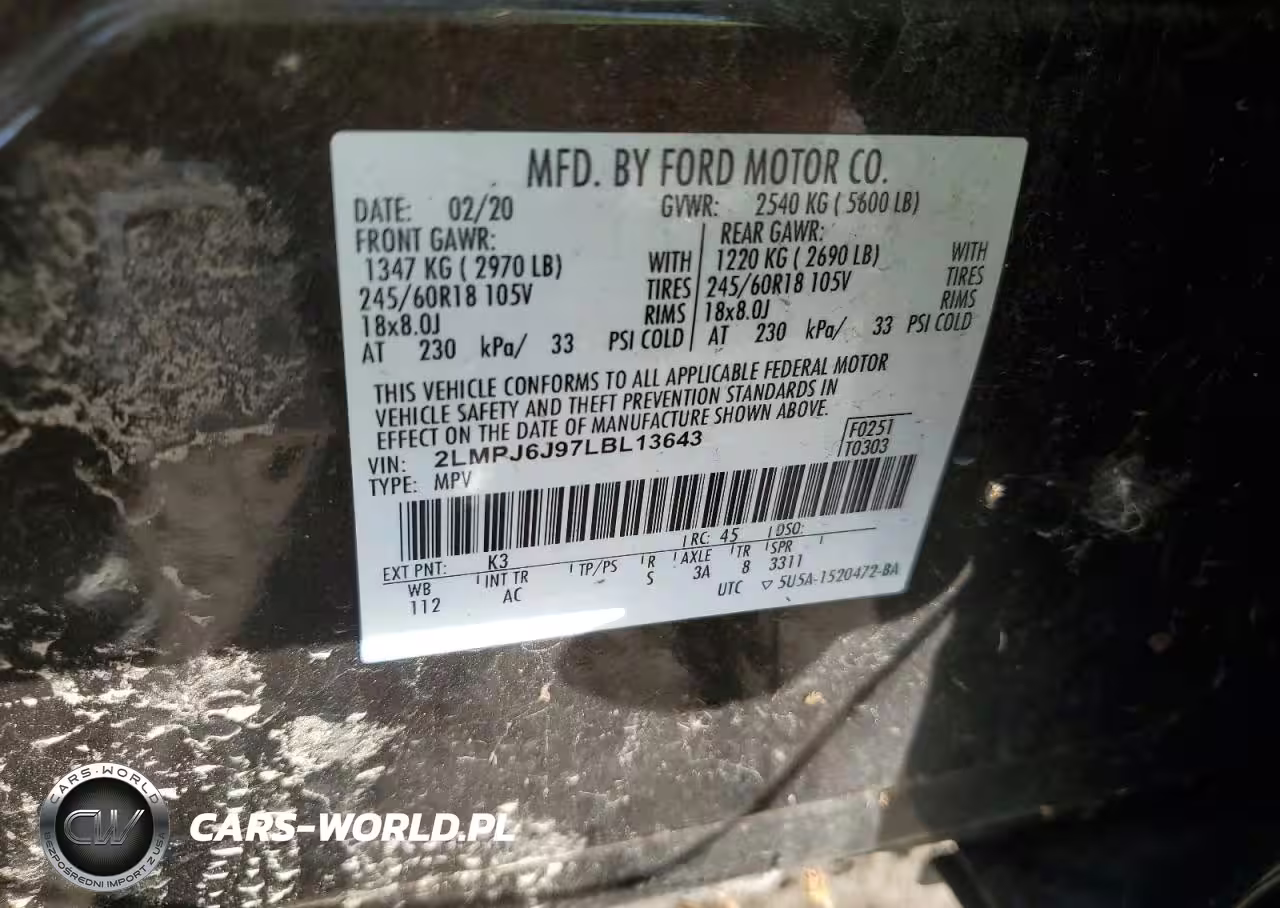 MFD. BY FORD MOTOR CO.
DATE: 02/20 GVWR: 2540 KG ( 5600 LB)
FRONT GAWR: REAR GAWR:
1347 KG ( 2970 LB) WITH 1220 KG ( 2690 LB) WITH
245/60R18 105V TIRES 245/60R18 105V TIRES
18x8.0J RIMS 18x8.0J RIMS
AT 230 kPa/ 33 PSI COLD AT 230 kPa/ 33 PSI COLD
THIS VEHICLE CONFORMS TO ALL APPLICABLE FEDERAL MOTOR
VEHICLE SAFETY AND THEFT PREVENTION STANDARDS IN
EFFECT ON THE DATE OF MANUFACTURE SHOWN ABOVE.
VIN: 2LMPJ6J97LBL13643 F0251
TYPE: MPV T0303
EXT PNT: K3 RC: 45 DSO:
WB INT TR TP/PS R AXLE TR SPR
112 AC S 3A 8 3311
UTC ▽ 5U5A-1520472-BA
CARS-WORLD
CW
BEZPOŚREDNI IMPORT Z USA
CARS-WORLD.PL